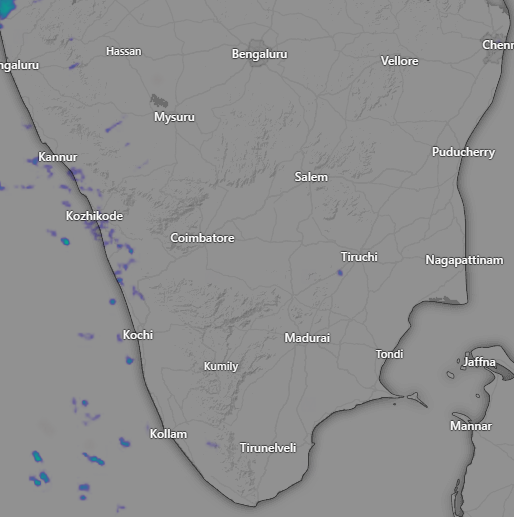 Hassan
Bengaluru
Chenn
Vellore
ngaluru
Mysuru
Kannur
Puducherry
Salem
Kozhikode
Coimbatore
Tiruchi
Nagapattinam
Kochi
Madurai
Tondi
Kumily
Jaffna
Mannar
Kollam
Tirunelveli